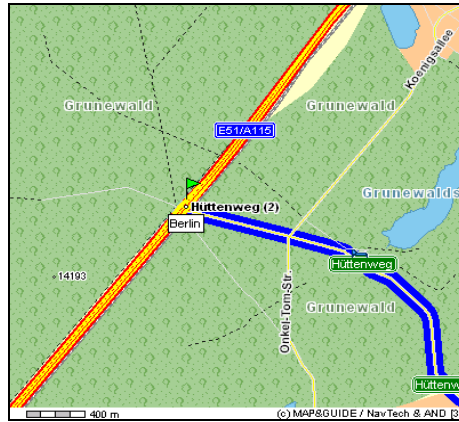 Koenigsallee
Grunewald
Grunewald
E51/A115
Grunewalds
Hüttenweg (2)
Berlin
Hüttenweg
14193
Onkel-Tom-Str.
Grunewald
Hüttenw
400 m
(c) MAP&GUIDE / NavTech & AND [3